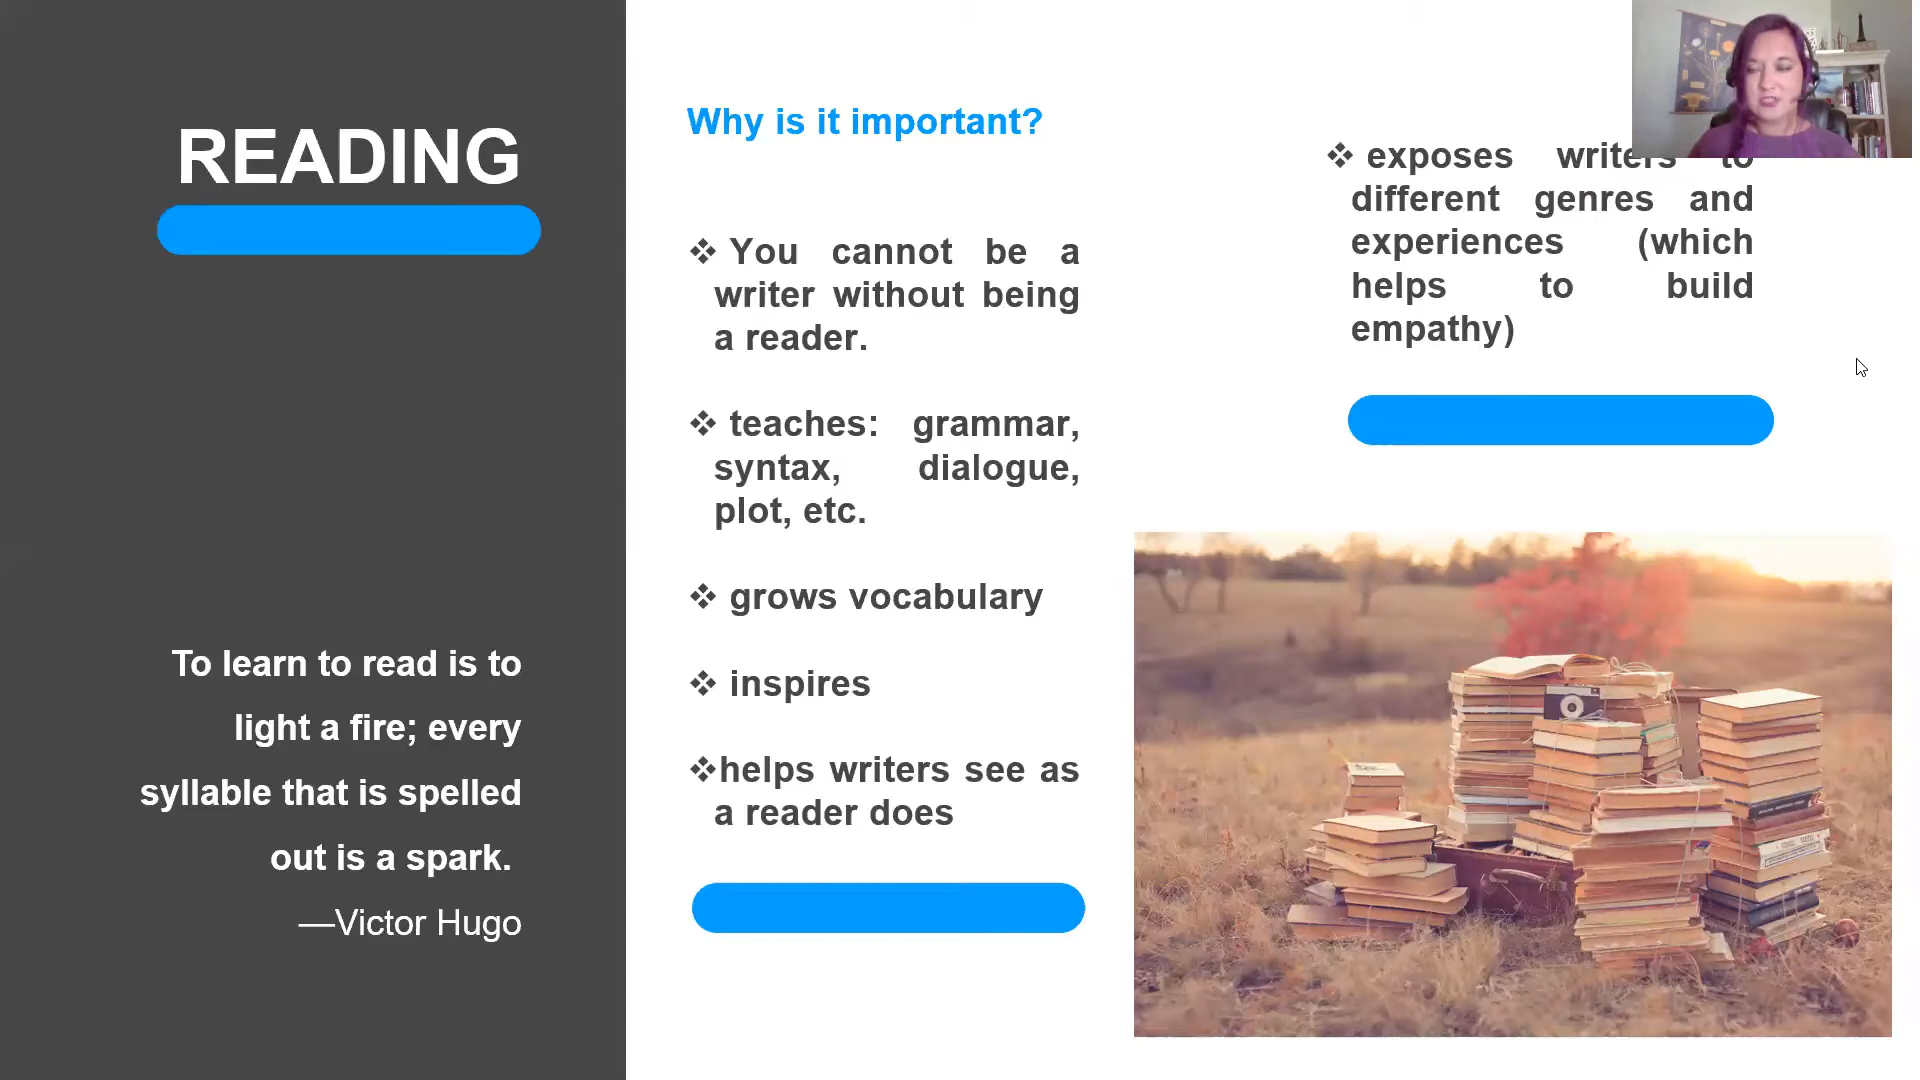 READING
To learn to read is to
light a fire; every
syllable that is spelled
out is a spark.
—Victor Hugo
Why is it important?
❖ You cannot be a
writer without being
a reader.
❖ teaches: grammar,
syntax, dialogue,
plot, etc.
❖ grows vocabulary
❖ inspires
❖helps writers see as
a reader does
❖ exposes writers to
different genres and
experiences (which
helps to build
empathy)